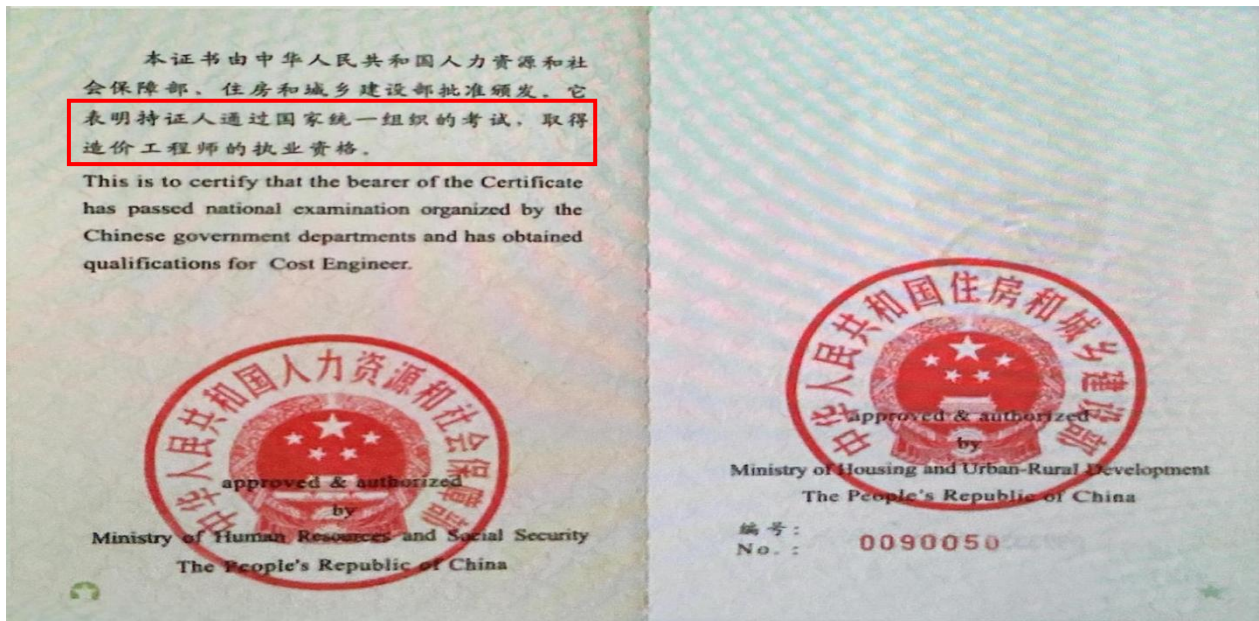 本证书由中华人民共和国人力资源和社
会保障部、住房和城乡建设部批准颁发。它
表明持证人通过国家统一组织的考试，取得
造价工程师的执业资格。
This is to certify that the bearer of the Certificate
has passed national examination organized by the
Chinese government departments and has obtained
qualifications for Cost Engineer.
中华人民共和国人力资源和社会保障部
approved & authorized
by
Ministry of Human Resources and Social Security
The People's Republic of China
中华人民共和国住房和城乡建设部
approved & authorized
by
Ministry of Housing and Urban-Rural Development
The People's Republic of China
编号:
No. : 0090050